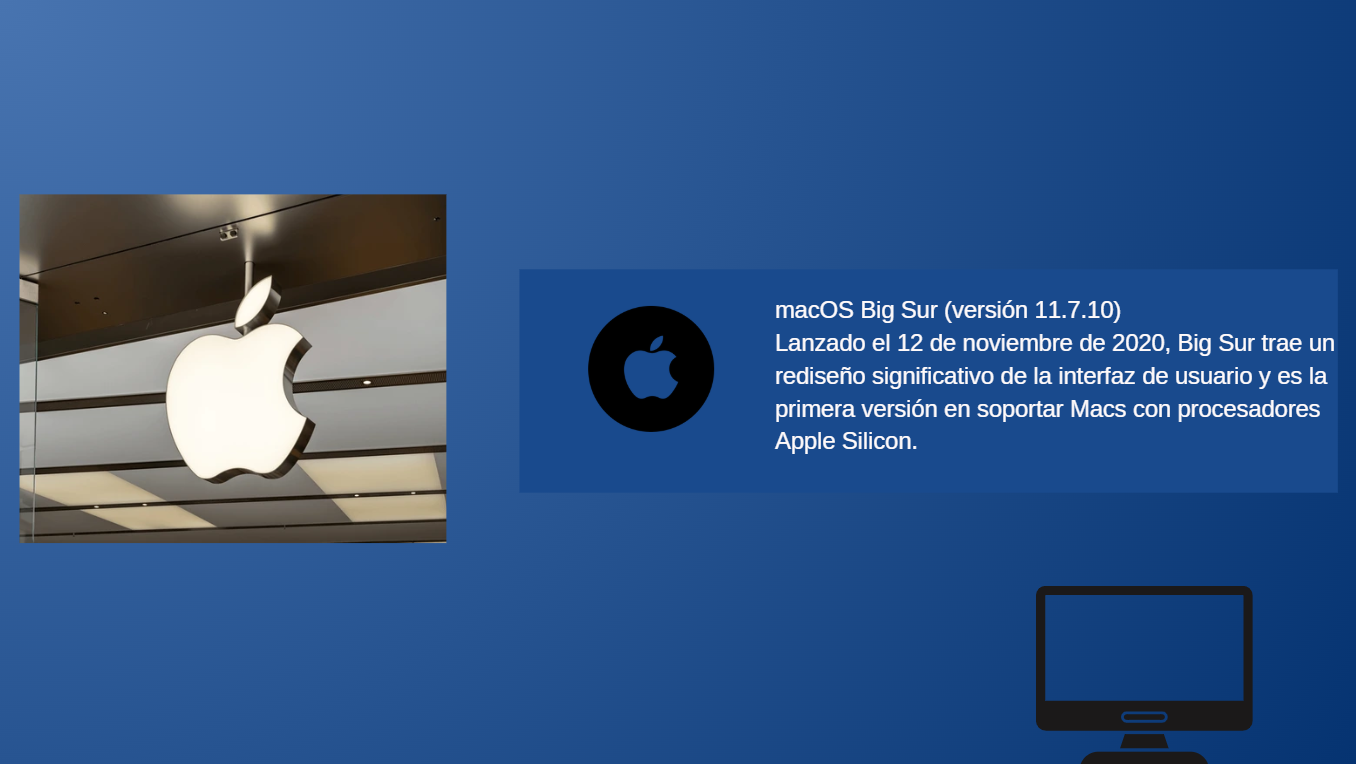 macOS Big Sur (versión 11.7.10)
Lanzado el 12 de noviembre de 2020, Big Sur trae un
rediseño significativo de la interfaz de usuario y es la
primera versión en soportar Macs con procesadores
Apple Silicon.